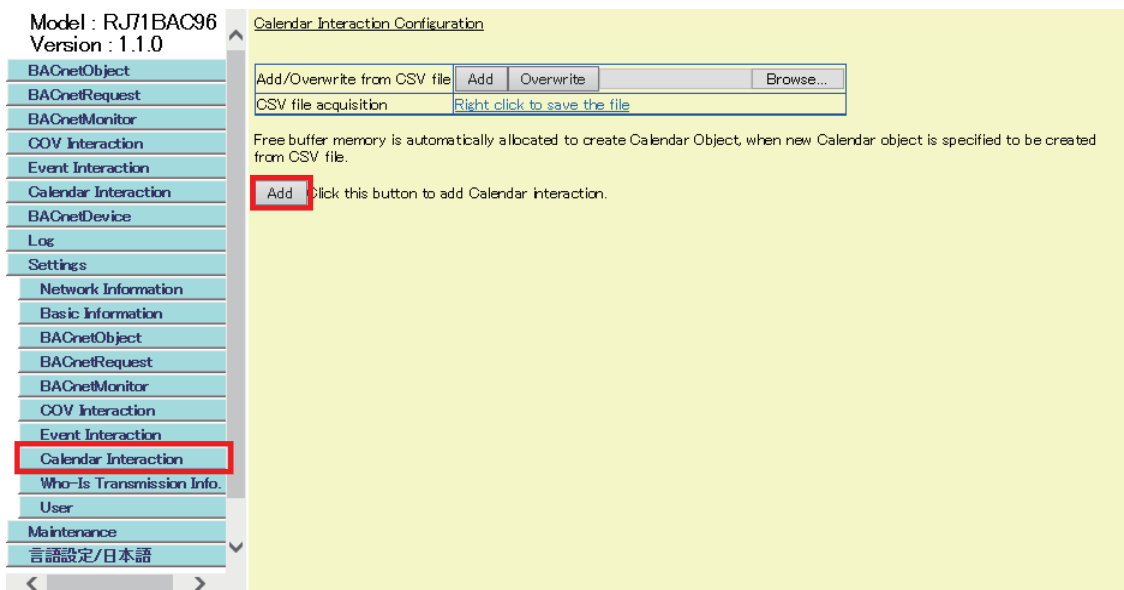 Model : RJ71BAC96
Version : 1.1.0
BACnetObject
BACnetRequest
BACnetMonitor
COV Interaction
Event Interaction
Calendar Interaction
BACnetDevice
Log
Settings
Network Information
Basic Information
BACnetObject
BACnetRequest
BACnetMonitor
COV Interaction
Event Interaction
Calendar Interaction
Who-Is Transmission Info.
User
Maintenance
言語設定/日本語
Calendar Interaction Configuration
Add/Overwrite from CSV file Add Overwrite Browse...
CSV file acquisition Right click to save the file
Free buffer memory is automatically allocated to create Calendar Object, when new Calendar object is specified to be created
from CSV file.
Add Click this button to add Calendar interaction.